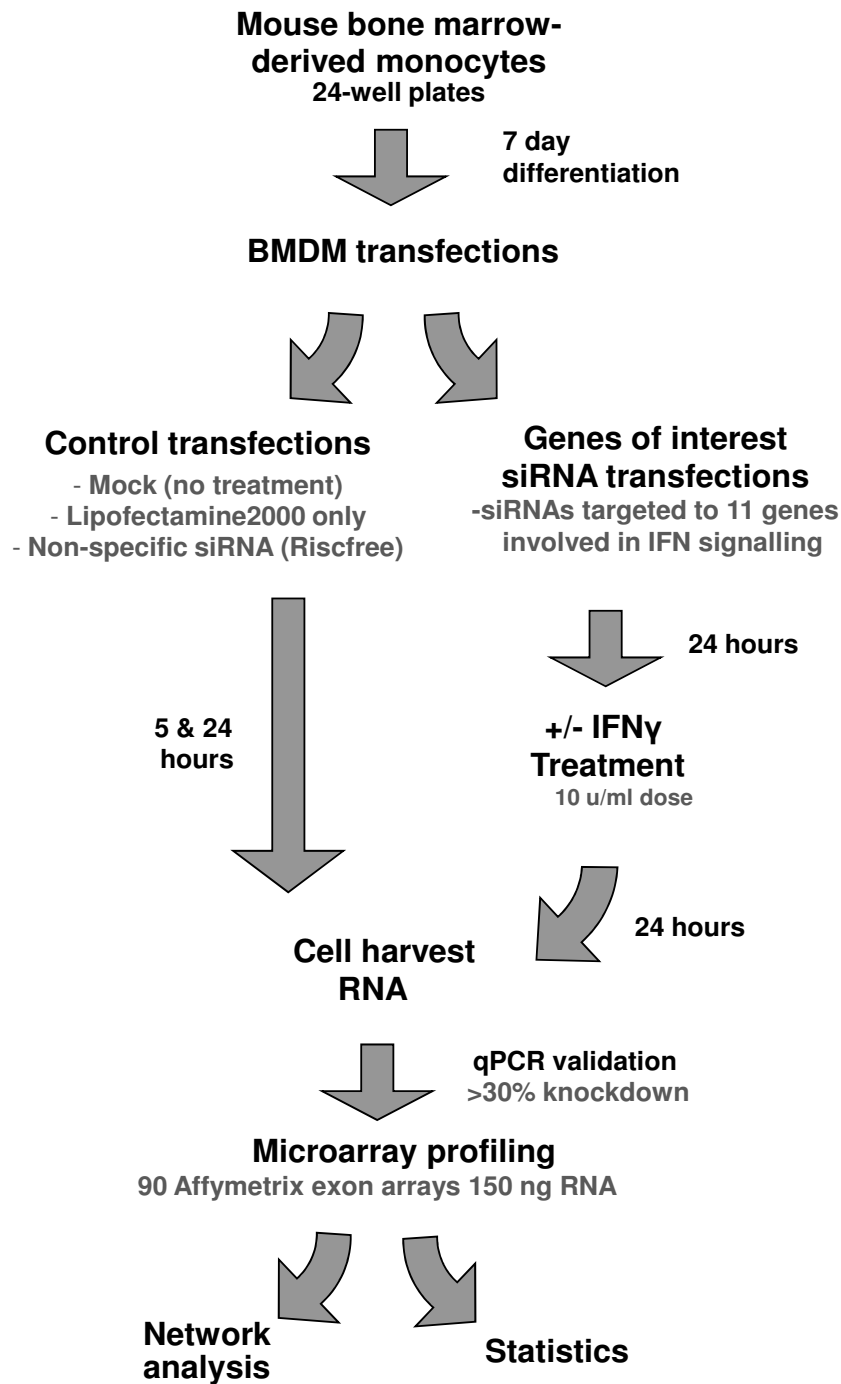 Mouse bone marrow-
derived monocytes
24-well plates
7 day
differentiation
BMDM transfections
Control transfections
- Mock (no treatment)
- Lipofectamine2000 only
- Non-specific siRNA (Riscfree)
Genes of interest
siRNA transfections
-siRNAs targeted to 11 genes
involved in IFN signalling
24 hours
5 & 24
hours
+/- IFNγ
Treatment
10 u/ml dose
24 hours
Cell harvest
RNA
qPCR validation
>30% knockdown
Microarray profiling
90 Affymetrix exon arrays 150 ng RNA
Network
analysis
Statistics